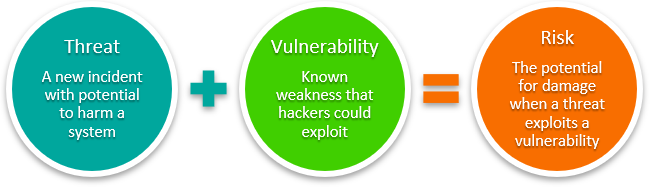 Threat
A new incident
with potential
to harm a
system
+
Vulnerability
Known
weakness that
hackers could
exploit
=
Risk
The potential
for damage
when a threat
exploits a
vulnerability